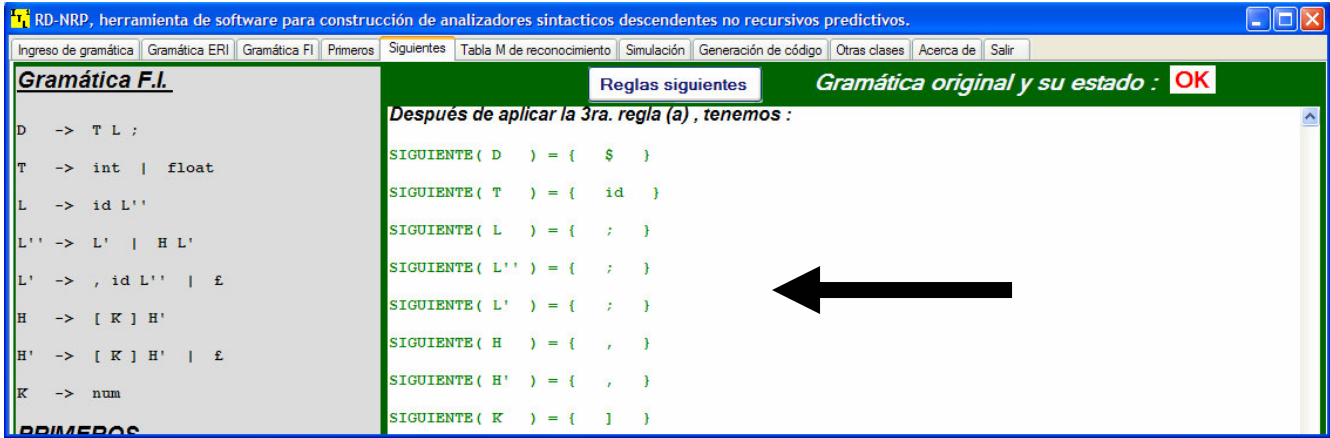 RD-NRP, herramienta de software para construcción de analizadores sintacticos descendentes no recursivos predictivos.
Ingreso de gramática Gramática ERI Gramática FI Primeros Siguientes Tabla M de reconocimiento Simulación Generación de código Otras clases Acerca de Salir
Gramática F.I.
D -> T L ;
T -> int | float
L -> id L''
L'' -> L' | H L'
L' -> , id L'' | £
H -> [ K ] H'
H' -> [ K ] H' | £
K -> num
PRIMEROS
Reglas siguientes
Gramática original y su estado : OK
Después de aplicar la 3ra. regla (a) , tenemos :
SIGUIENTE( D ) = { $ }
SIGUIENTE( T ) = { id }
SIGUIENTE( L ) = { ; }
SIGUIENTE( L'' ) = { ; }
SIGUIENTE( L' ) = { ; }
SIGUIENTE( H ) = { , }
SIGUIENTE( H' ) = { , }
SIGUIENTE( K ) = { ] }